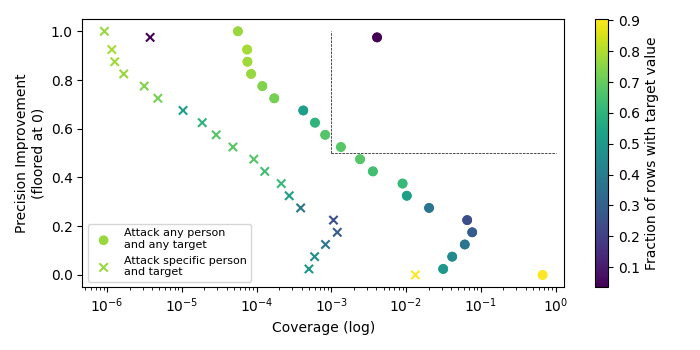 1.0
0.8
0.6
0.4
0.2
0.0
Precision Improvement
(floored at 0)
Attack any person
and any target
Attack specific person
and target
10⁻⁶
10⁻⁵
10⁻⁴
10⁻³
10⁻²
10⁻¹
10⁰
Coverage (log)
0.9
0.8
0.7
0.6
0.5
0.4
0.3
0.2
0.1
Fraction of rows with target value